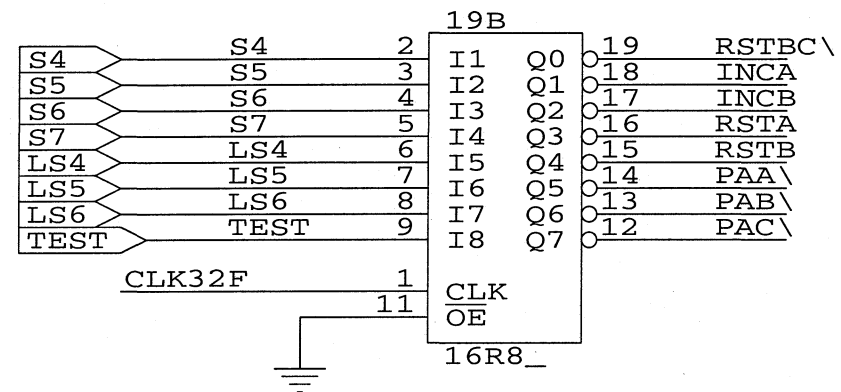 19B
S4 S4 2 I1 Q0 19 RSTBC\
S5 S5 3 I2 Q1 18 INCA
S6 S6 4 I3 Q2 17 INCB
S7 S7 5 I4 Q3 16 RSTA
LS4 LS4 6 I5 Q4 15 RSTB
LS5 LS5 7 I6 Q5 14 PAA\
LS6 LS6 8 I7 Q6 13 PAB\
TEST TEST 9 I8 Q7 12 PAC\
CLK32F 1 CLK
11 OE
16R8_